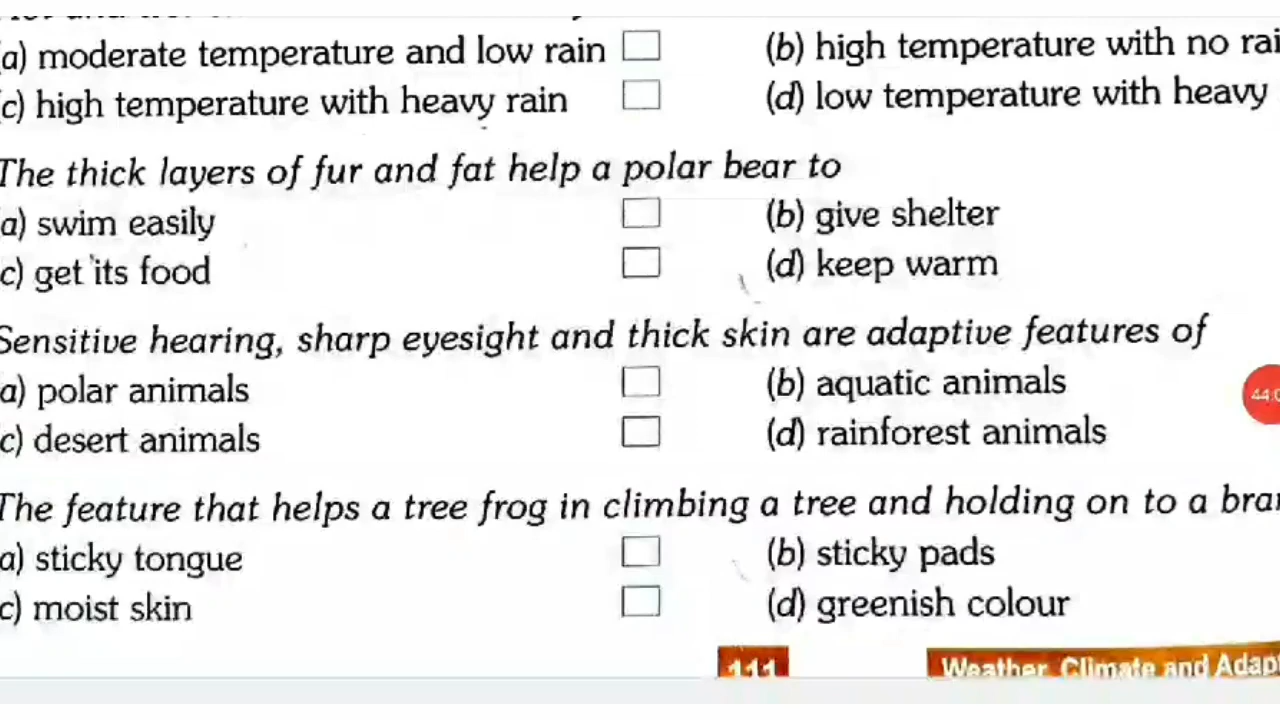 (a) moderate temperature and low rain (b) high temperature with no
(c) high temperature with heavy rain (d) low temperature with heavy
The thick layers of fur and fat help a polar bear to
(a) swim easily (b) give shelter
(c) get its food (d) keep warm
Sensitive hearing, sharp eyesight and thick skin are adaptive features of
(a) polar animals (b) aquatic animals
(c) desert animals (d) rainforest animals
The feature that helps a tree frog in climbing a tree and holding on to a
(a) sticky tongue (b) sticky pads
(c) moist skin (d) greenish colour
111 Weather, Climate and